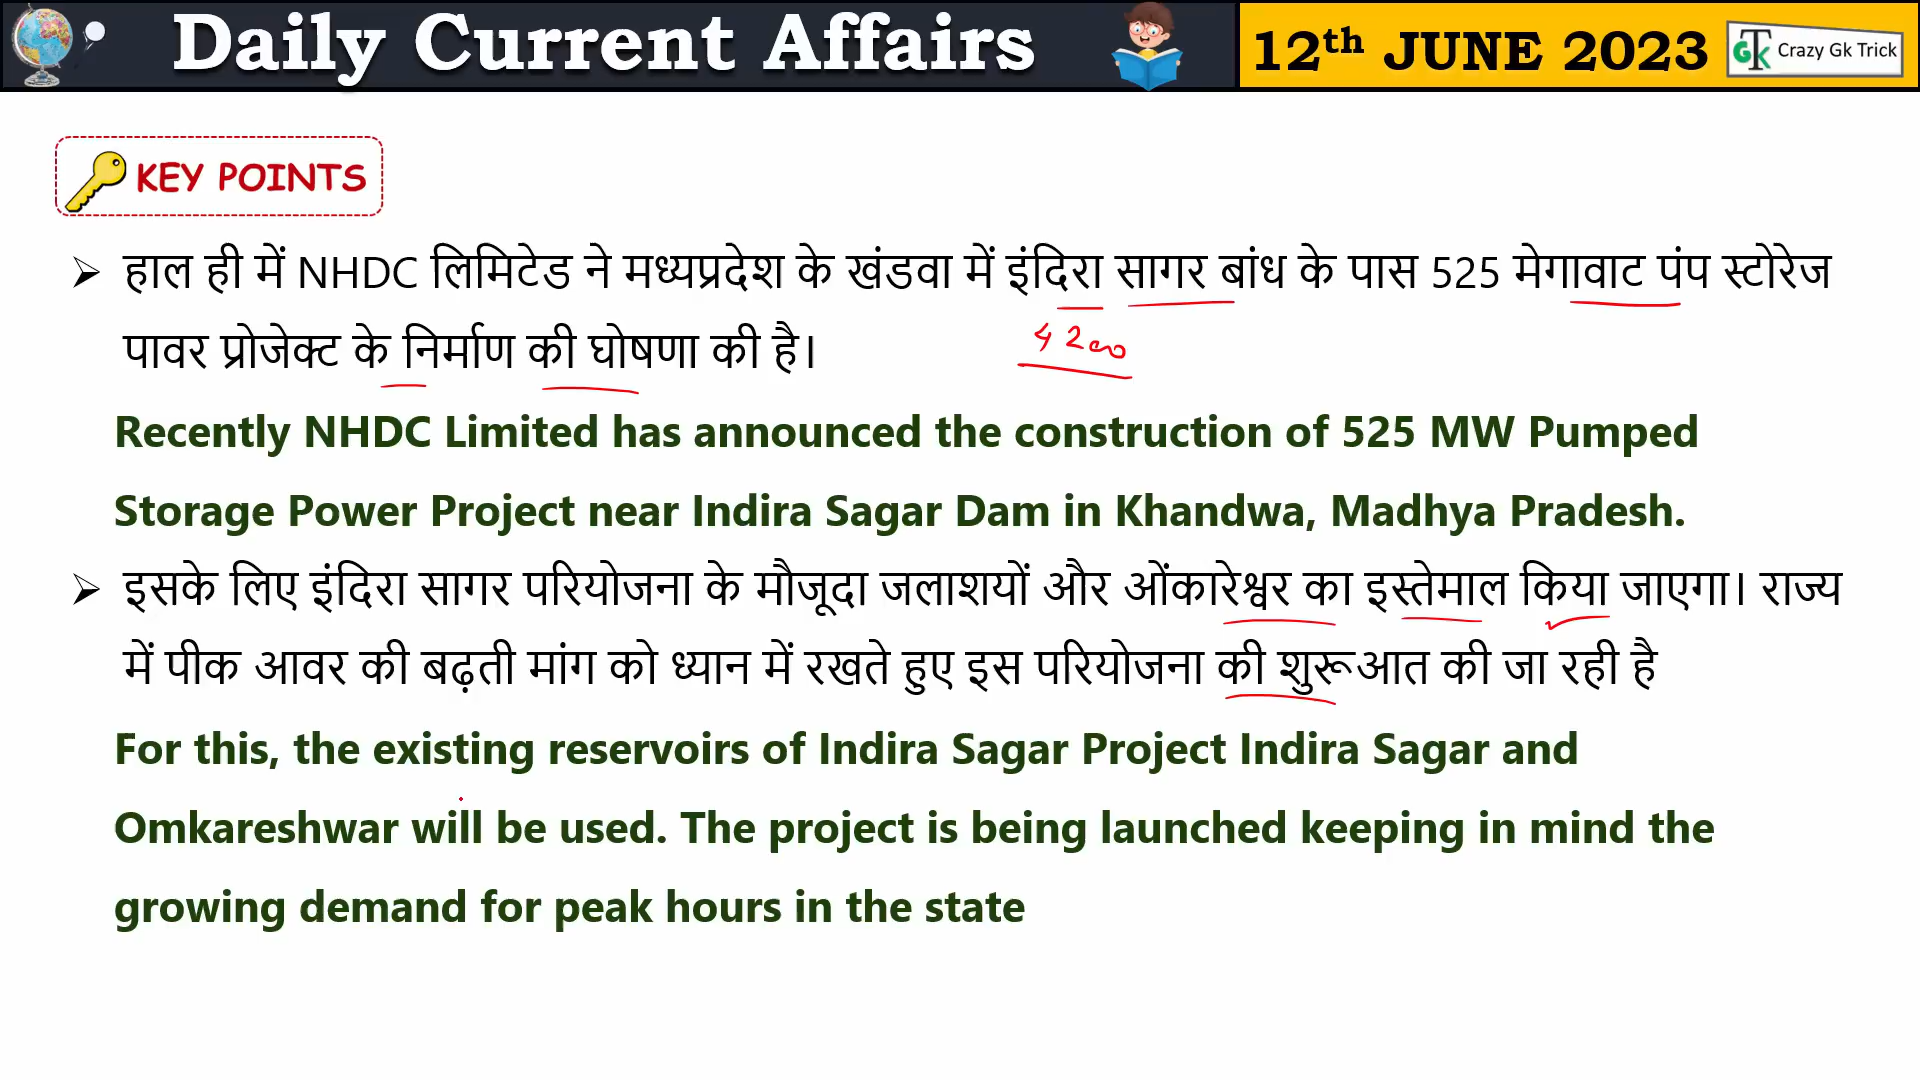 Daily Current Affairs
12th JUNE 2023
GTK Crazy Gk Trick
KEY POINTS
➢ हाल ही में NHDC लिमिटेड ने मध्यप्रदेश के खंडवा में इंदिरा सागर बांध के पास 525 मेगावाट पंप स्टोरेज
पावर प्रोजेक्ट के निर्माण की घोषणा की है।
4200
Recently NHDC Limited has announced the construction of 525 MW Pumped
Storage Power Project near Indira Sagar Dam in Khandwa, Madhya Pradesh.
➢ इसके लिए इंदिरा सागर परियोजना के मौजूदा जलाशयों और ओंकारेश्वर का इस्तेमाल किया जाएगा। राज्य
में पीक आवर की बढ़ती मांग को ध्यान में रखते हुए इस परियोजना की शुरूआत की जा रही है
For this, the existing reservoirs of Indira Sagar Project Indira Sagar and
Omkareshwar will be used. The project is being launched keeping in mind the
growing demand for peak hours in the state